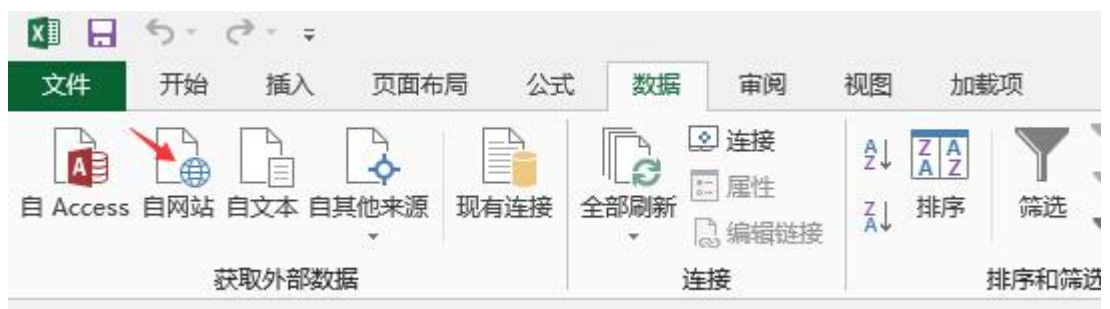 文件 开始 插入 页面布局 公式 数据 审阅 视图 加载项
连接
属性
自 Access 自网站 自文本 自其他来源 现有连接 全部刷新 排序 筛选
编辑链接
获取外部数据 连接 排序和筛选